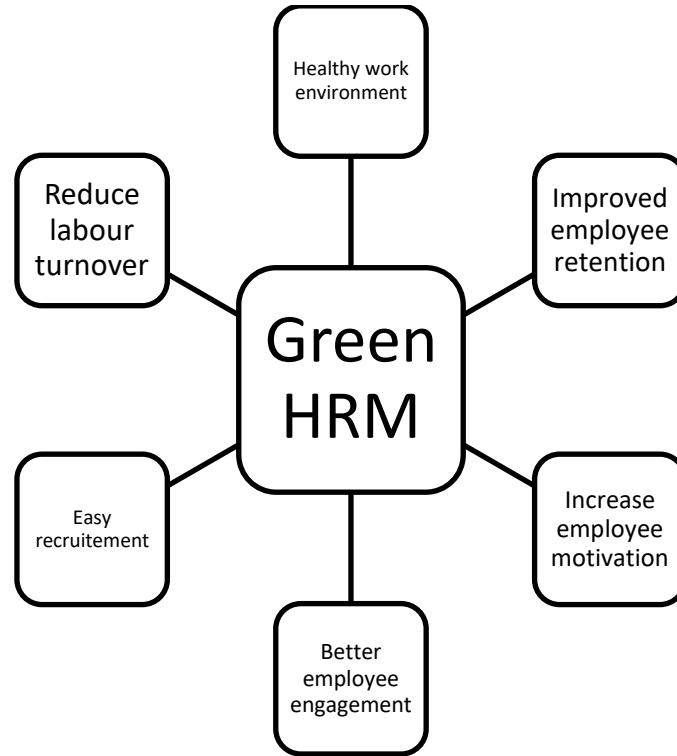 Healthy work
environment
Reduce
labour
turnover
Improved
employee
retention
Green
HRM
Easy
recruitement
Increase
employee
motivation
Better
employee
engagement